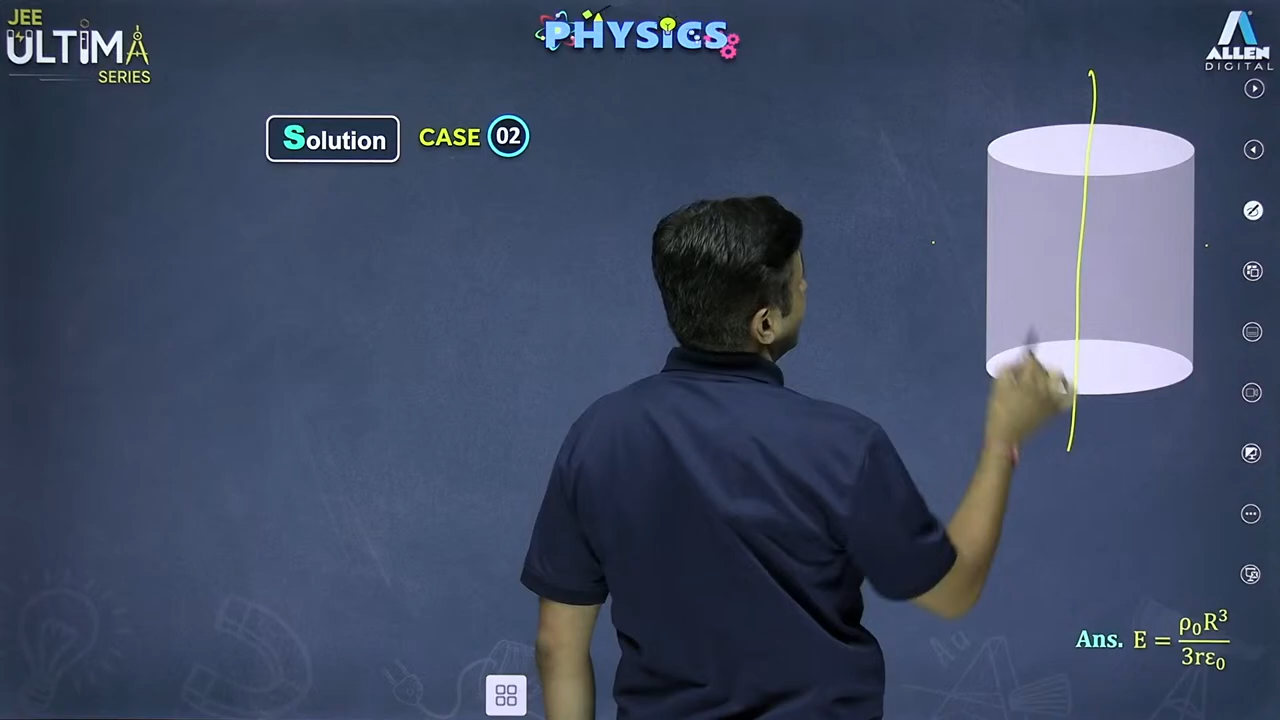 JEE
ULTIMA
SERIES
PHYSICS
ALLEN
DIGITAL
Solution CASE 02
Ans. E = ρ₀R³ / 3rε₀